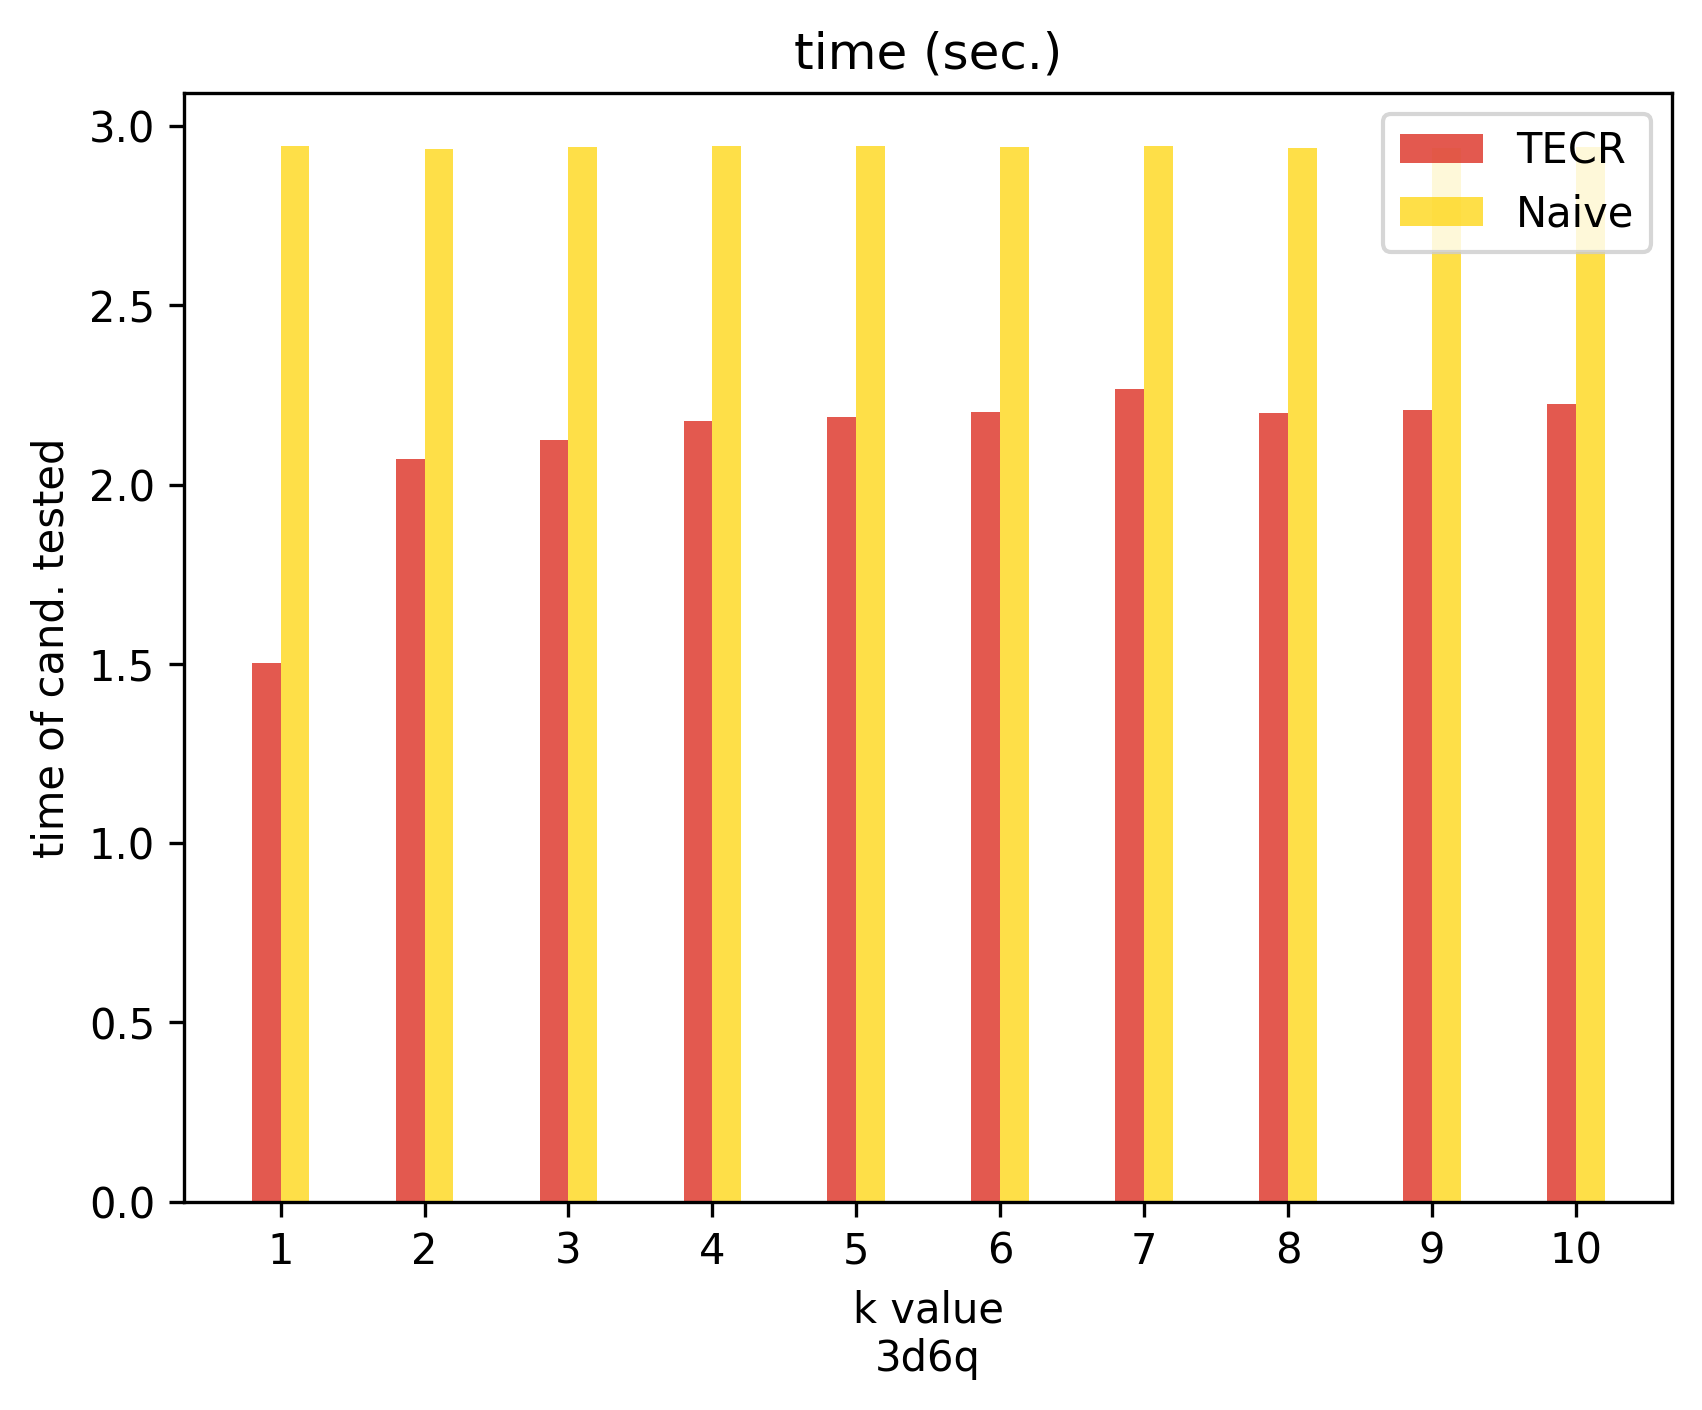 time (sec.)
TECR
Naive
3.0
2.5
2.0
1.5
1.0
0.5
0.0
time of cand. tested
1 2 3 4 5 6 7 8 9 10
k value
3d6q